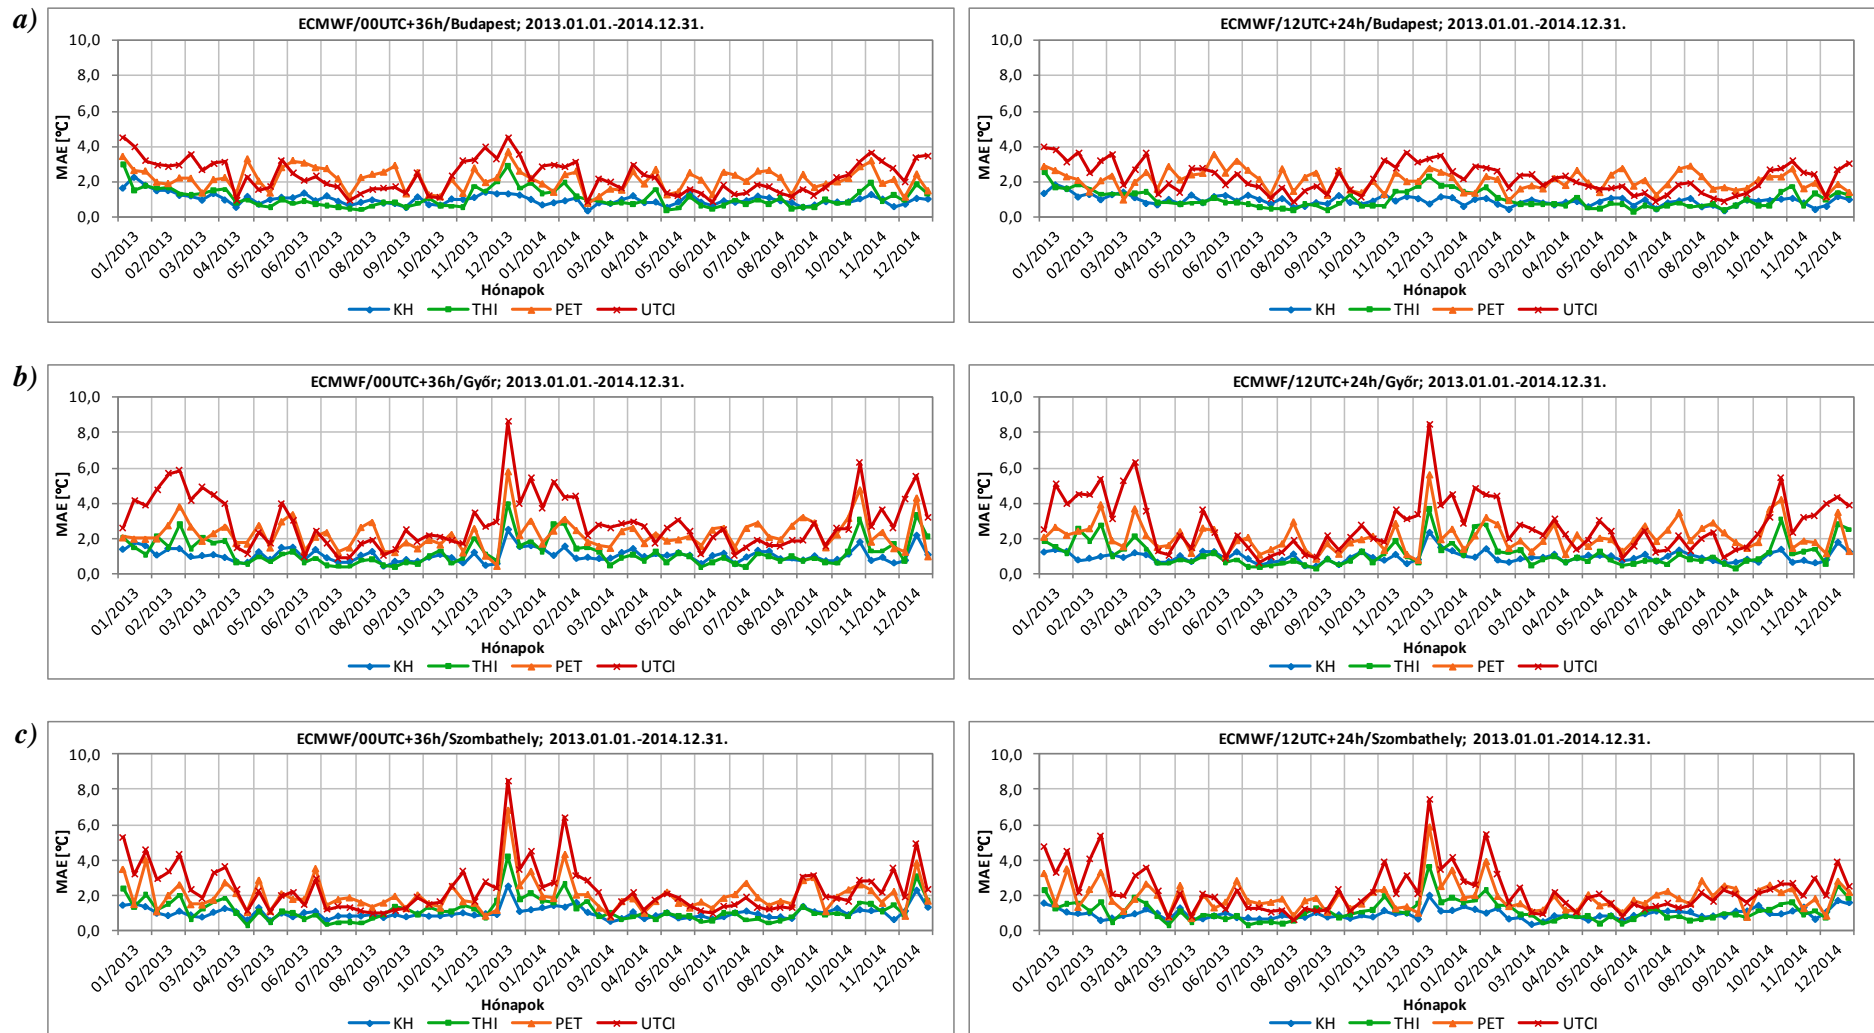 a)
ECMWF/00UTC+36h/Budapest; 2013.01.01.-2014.12.31.
MAE [°C]
10,0
8,0
6,0
4,0
2,0
0,0
01/2013 02/2013 03/2013 04/2013 05/2013 06/2013 07/2013 08/2013 09/2013 10/2013 11/2013 12/2013 01/2014 02/2014 03/2014 04/2014 05/2014 06/2014 07/2014 08/2014 09/2014 10/2014 11/2014 12/2014
Hónapok
KH THI PET UTCI
ECMWF/12UTC+24h/Budapest; 2013.01.01.-2014.12.31.
MAE [°C]
10,0
8,0
6,0
4,0
2,0
0,0
01/2013 02/2013 03/2013 04/2013 05/2013 06/2013 07/2013 08/2013 09/2013 10/2013 11/2013 12/2013 01/2014 02/2014 03/2014 04/2014 05/2014 06/2014 07/2014 08/2014 09/2014 10/2014 11/2014 12/2014
Hónapok
KH THI PET UTCI
b)
ECMWF/00UTC+36h/Győr; 2013.01.01.-2014.12.31.
MAE [°C]
10,0
8,0
6,0
4,0
2,0
0,0
01/2013 02/2013 03/2013 04/2013 05/2013 06/2013 07/2013 08/2013 09/2013 10/2013 11/2013 12/2013 01/2014 02/2014 03/2014 04/2014 05/2014 06/2014 07/2014 08/2014 09/2014 10/2014 11/2014 12/2014
Hónapok
KH THI PET UTCI
ECMWF/12UTC+24h/Győr; 2013.01.01.-2014.12.31.
MAE [°C]
10,0
8,0
6,0
4,0
2,0
0,0
01/2013 02/2013 03/2013 04/2013 05/2013 06/2013 07/2013 08/2013 09/2013 10/2013 11/2013 12/2013 01/2014 02/2014 03/2014 04/2014 05/2014 06/2014 07/2014 08/2014 09/2014 10/2014 11/2014 12/2014
Hónapok
KH THI PET UTCI
c)
ECMWF/00UTC+36h/Szombathely; 2013.01.01.-2014.12.31.
MAE [°C]
10,0
8,0
6,0
4,0
2,0
0,0
01/2013 02/2013 03/2013 04/2013 05/2013 06/2013 07/2013 08/2013 09/2013 10/2013 11/2013 12/2013 01/2014 02/2014 03/2014 04/2014 05/2014 06/2014 07/2014 08/2014 09/2014 10/2014 11/2014 12/2014
Hónapok
KH THI PET UTCI
ECMWF/12UTC+24h/Szombathely; 2013.01.01.-2014.12.31.
MAE [°C]
10,0
8,0
6,0
4,0
2,0
0,0
01/2013 02/2013 03/2013 04/2013 05/2013 06/2013 07/2013 08/2013 09/2013 10/2013 11/2013 12/2013 01/2014 02/2014 03/2014 04/2014 05/2014 06/2014 07/2014 08/2014 09/2014 10/2014 11/2014 12/2014
Hónapok
KH THI PET UTCI